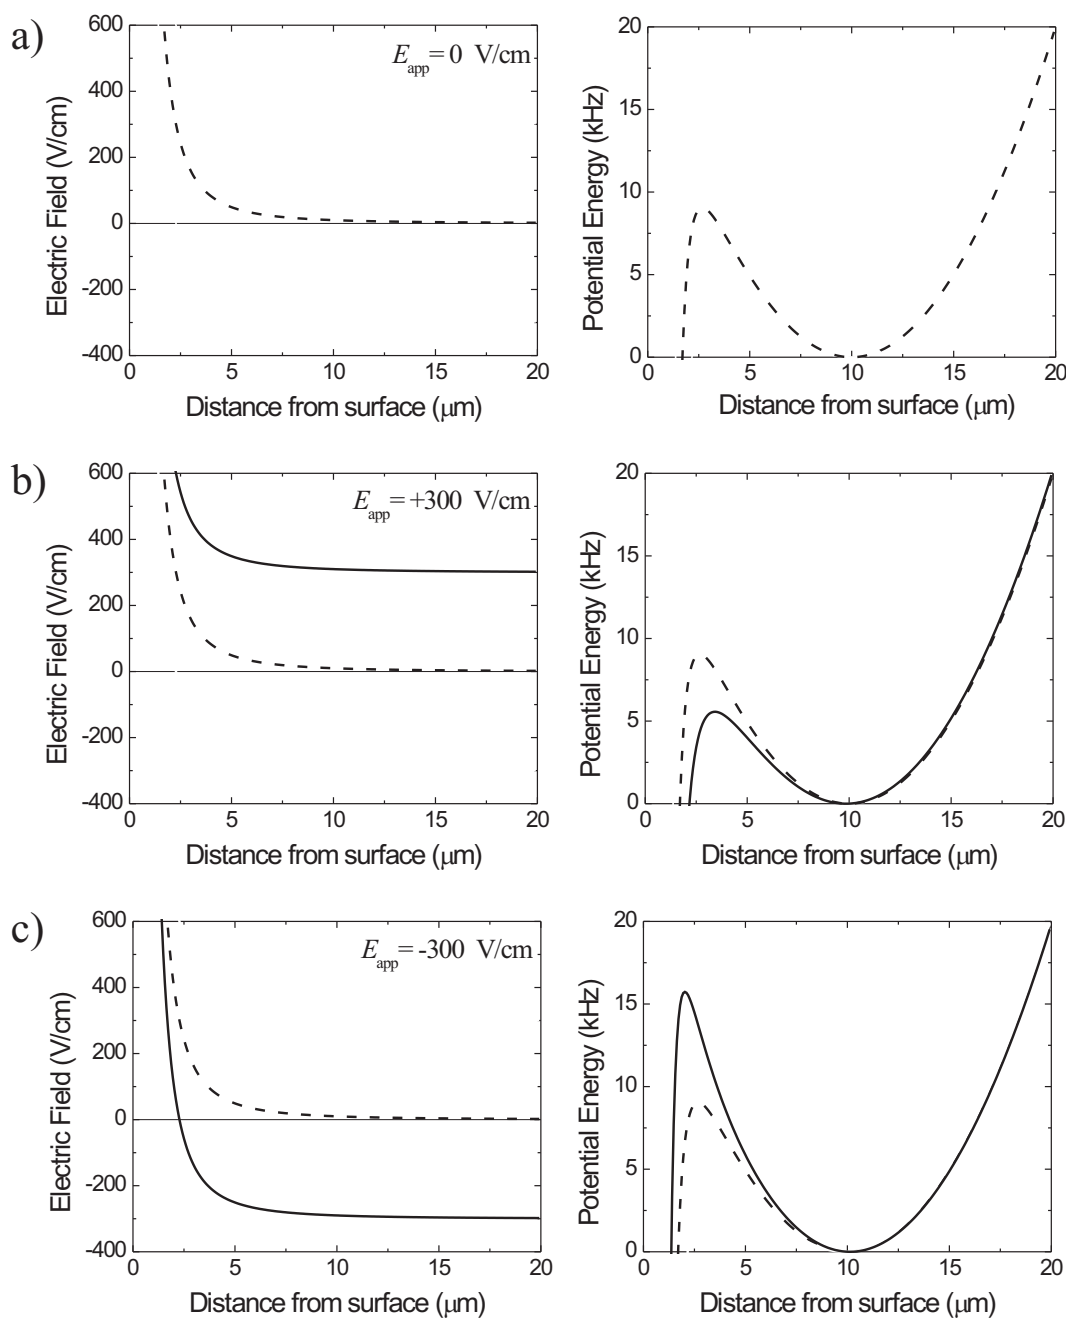 a)
E_app = 0 V/cm
Electric Field (V/cm)
600
400
200
0
-200
-400
0 5 10 15 20
Distance from surface (μm)
Potential Energy (kHz)
20
15
10
5
0
0 5 10 15 20
Distance from surface (μm)
b)
E_app = +300 V/cm
Electric Field (V/cm)
600
400
200
0
-200
-400
0 5 10 15 20
Distance from surface (μm)
Potential Energy (kHz)
20
15
10
5
0
0 5 10 15 20
Distance from surface (μm)
c)
E_app = -300 V/cm
Electric Field (V/cm)
600
400
200
0
-200
-400
0 5 10 15 20
Distance from surface (μm)
Potential Energy (kHz)
20
15
10
5
0
0 5 10 15 20
Distance from surface (μm)